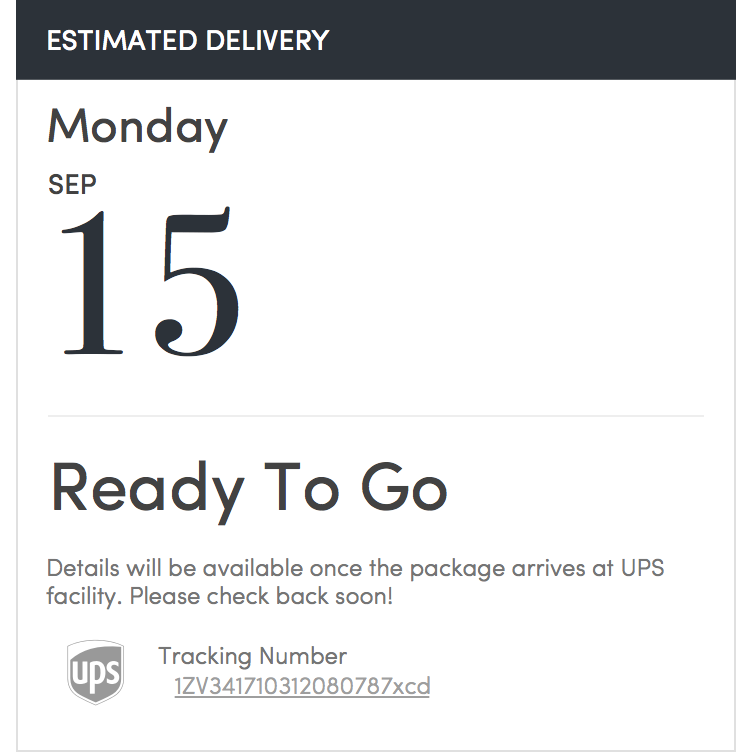 ESTIMATED DELIVERY
Monday
SEP
15
Ready To Go
Details will be available once the package arrives at UPS
facility. Please check back soon!
ups
Tracking Number
1ZV341710312080787xcd